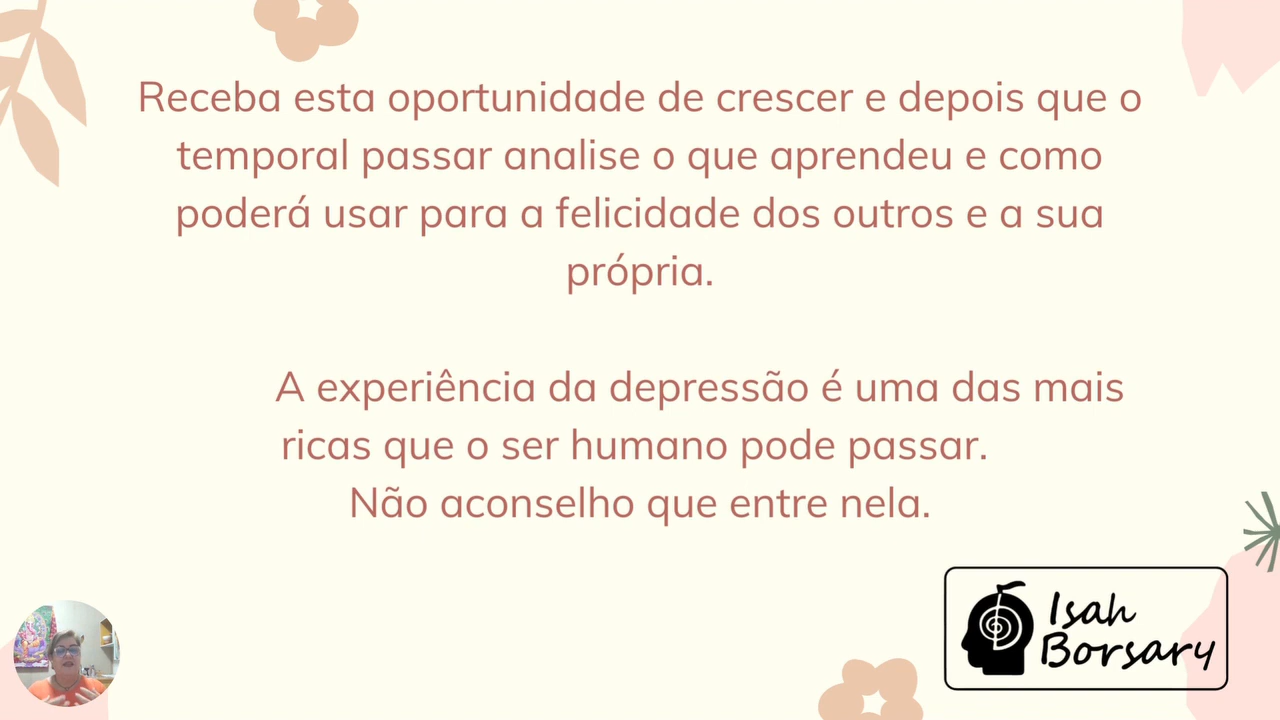 Receba esta oportunidade de crescer e depois que o
temporal passar analise o que aprendeu e como
poderá usar para a felicidade dos outros e a sua
própria.
A experiência da depressão é uma das mais
ricas que o ser humano pode passar.
Não aconselho que entre nela.
Isah
Borsary